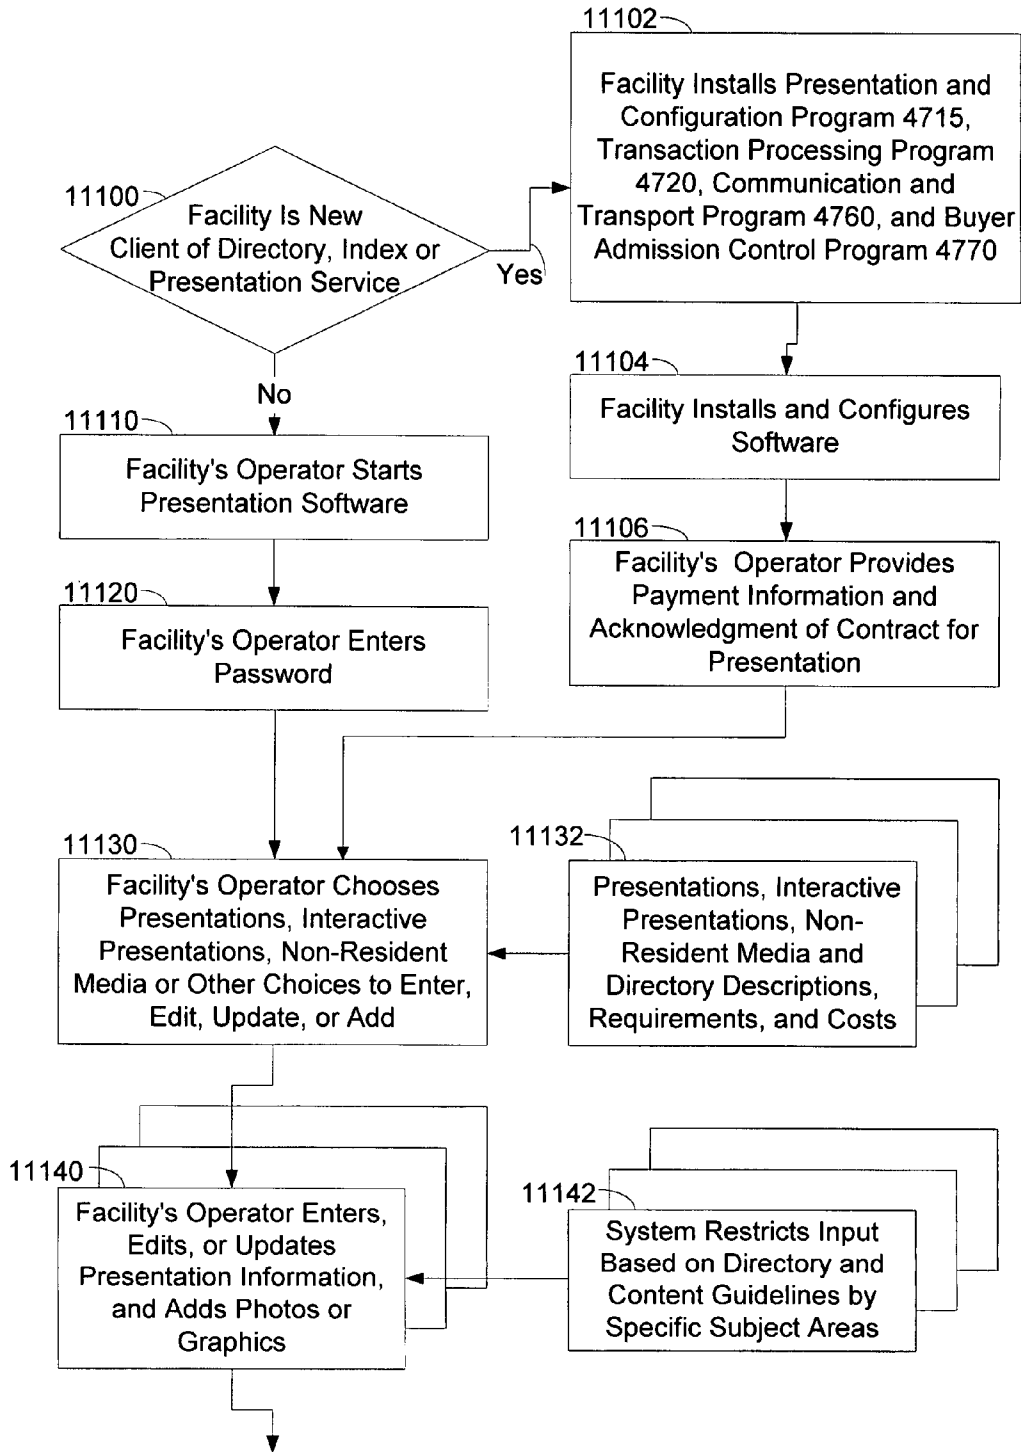 11102
Facility Installs Presentation and
Configuration Program 4715,
Transaction Processing Program
4720, Communication and
Transport Program 4760, and Buyer
Admission Control Program 4770
11100
Facility Is New
Client of Directory, Index or
Presentation Service
Yes
No
11104
Facility Installs and Configures
Software
11110
Facility's Operator Starts
Presentation Software
11106
Facility's Operator Provides
Payment Information and
Acknowledgment of Contract for
Presentation
11120
Facility's Operator Enters
Password
11130
Facility's Operator Chooses
Presentations, Interactive
Presentations, Non-Resident
Media or Other Choices to Enter,
Edit, Update, or Add
11132
Presentations, Interactive
Presentations, Non-
Resident Media and
Directory Descriptions,
Requirements, and Costs
11140
Facility's Operator Enters,
Edits, or Updates
Presentation Information,
and Adds Photos or
Graphics
11142
System Restricts Input
Based on Directory and
Content Guidelines by
Specific Subject Areas